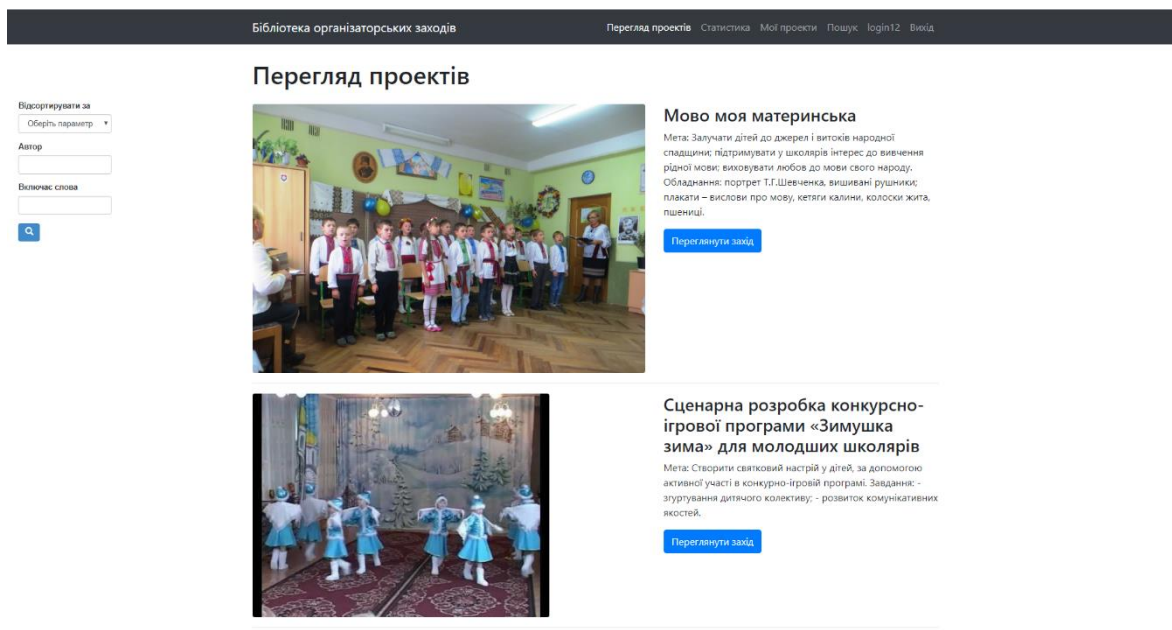 Бібліотека організаторських заходів
Перегляд проектів Статистика Мої проекти Пошук login12 Вихід
Перегляд проектів
Відсортирувати за
Оберіть параметр
Автор
Включає слова
Мово моя материнська
Мета: Залучати дітей до джерел і витоків народної
спадщини; підтримувати у школярів інтерес до вивчення
рідної мови; виховувати любов до мови свого народу.
Обладнання: портрет Т.Г.Шевченка, вишивані рушники;
плакати – вислови про мову, кетяги калини, колоски жита,
пшениці.
Переглянути захід
Сценарна розробка конкурсно-
ігрової програми «Зимушка
зима» для молодших школярів
Мета: Створити святковий настрій у дітей, за допомогою
активної участі в конкурно-ігровій програмі. Завдання: -
згуртування дитячого колективу; - розвиток комунікативних
якостей.
Переглянути захід